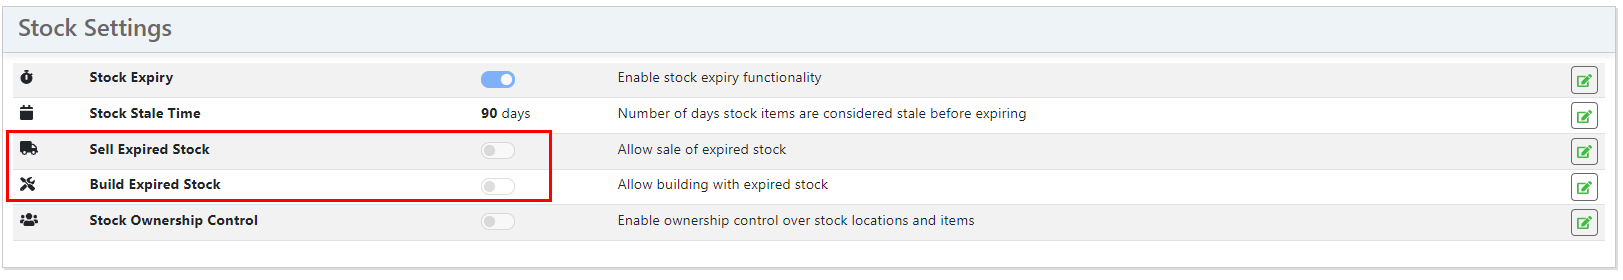 Stock Settings
Stock Expiry Enable stock expiry functionality
Stock Stale Time 90 days Number of days stock items are considered stale before expiring
Sell Expired Stock Allow sale of expired stock
Build Expired Stock Allow building with expired stock
Stock Ownership Control Enable ownership control over stock locations and items